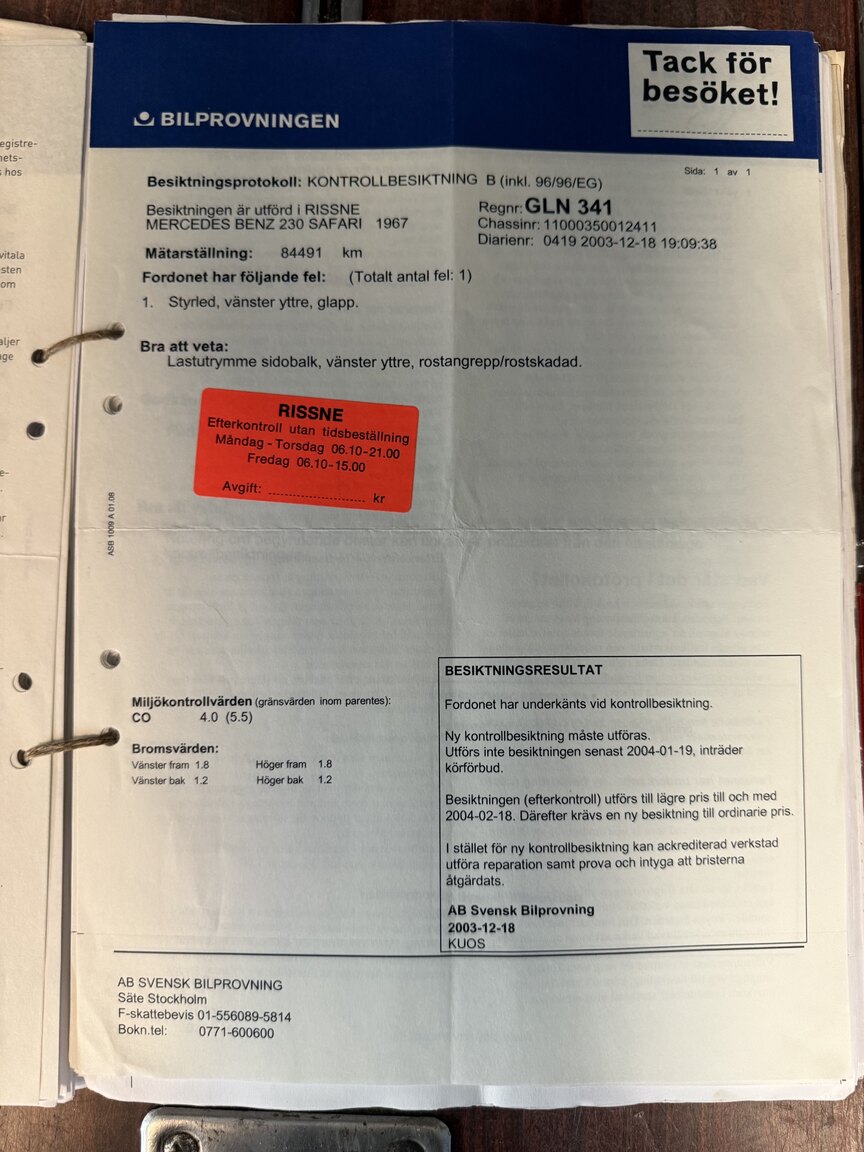 egistre-
nets-
s hos
vitala
sten
om
aljer
nge
e-
.
or
.
Tack för
besöket!
BILPROVNINGEN
Sida: 1 av 1
Besiktningsprotokoll: KONTROLLBESIKTNING B (inkl. 96/96/EG)
Besiktningen är utförd i RISSNE
MERCEDES BENZ 230 SAFARI 1967
Regnr: GLN 341
Chassinr: 11000350012411
Diarienr: 0419 2003-12-18 19:09:38
Mätarställning: 84491 km
Fordonet har följande fel: (Totalt antal fel: 1)
1. Styrled, vänster yttre, glapp.
Bra att veta:
Lastutrymme sidobalk, vänster yttre, rostangrepp/rostskadad.
RISSNE
Efterkontroll utan tidsbeställning
Måndag - Torsdag 06.10-21.00
Fredag 06.10-15.00
Avgift: ........................ kr
ASB 1009 A 01.08
Miljökontrollvärden (gränsvärden inom parentes):
CO 4.0 (5.5)
Bromsvärden:
Vänster fram 1.8 Höger fram 1.8
Vänster bak 1.2 Höger bak 1.2
BESIKTNINGSRESULTAT
Fordonet har underkänts vid kontrollbesiktning.
Ny kontrollbesiktning måste utföras.
Utförs inte besiktningen senast 2004-01-19, inträder
körförbud.
Besiktningen (efterkontroll) utförs till lägre pris till och med
2004-02-18. Därefter krävs en ny besiktning till ordinarie pris.
I stället för ny kontrollbesiktning kan ackrediterad verkstad
utföra reparation samt prova och intyga att bristerna
åtgärdats.
AB Svensk Bilprovning
2003-12-18
KUOS
AB SVENSK BILPROVNING
Säte Stockholm
F-skattebevis 01-556089-5814
Bokn.tel: 0771-600600